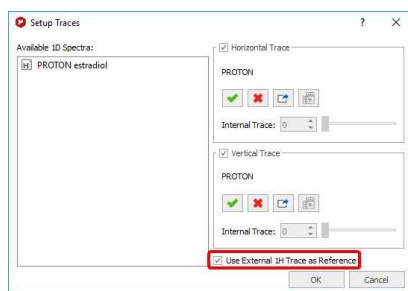 Setup Traces
? X
Available 1D Spectra:
H PROTON estradiol
Horizontal Trace
PROTON
Internal Trace: 0
Vertical Trace
PROTON
Internal Trace: 0
Use External 1H Trace as Reference
OK Cancel